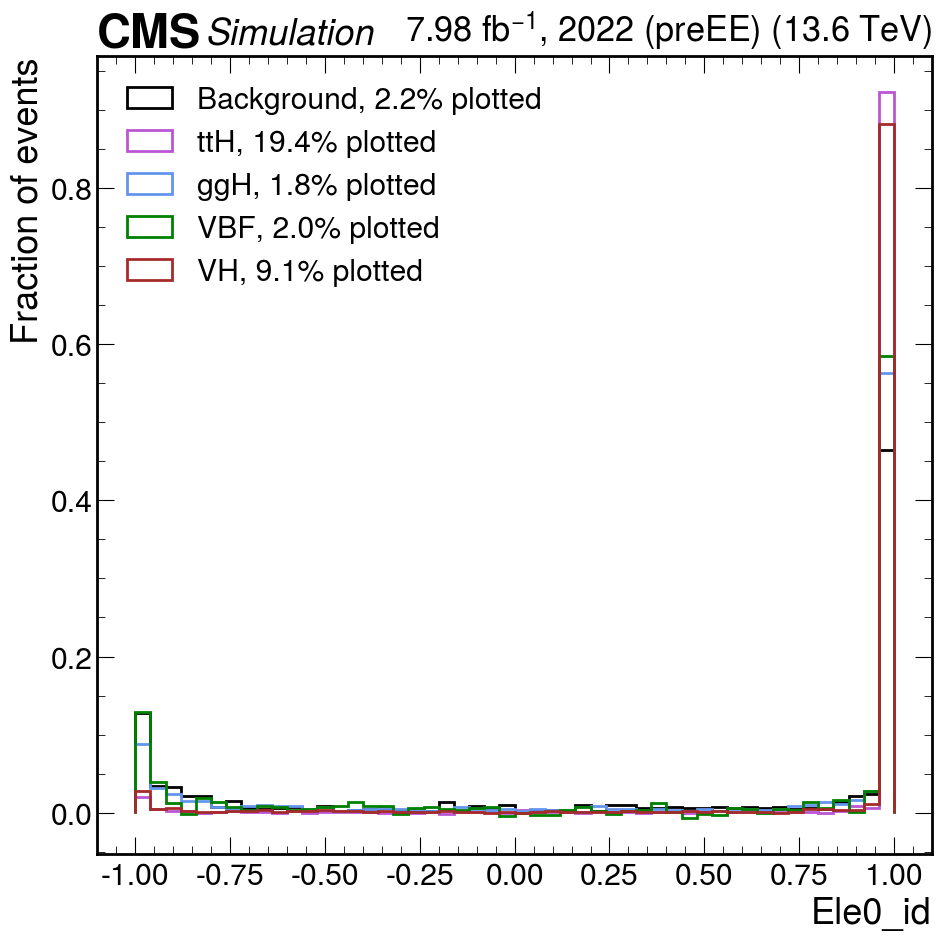 CMS Simulation 7.98 fb⁻¹, 2022 (preEE) (13.6 TeV)
Fraction of events
Background, 2.2% plotted
ttH, 19.4% plotted
ggH, 1.8% plotted
VBF, 2.0% plotted
VH, 9.1% plotted
0.8
0.6
0.4
0.2
0.0
-1.00 -0.75 -0.50 -0.25 0.00 0.25 0.50 0.75 1.00
Ele0_id